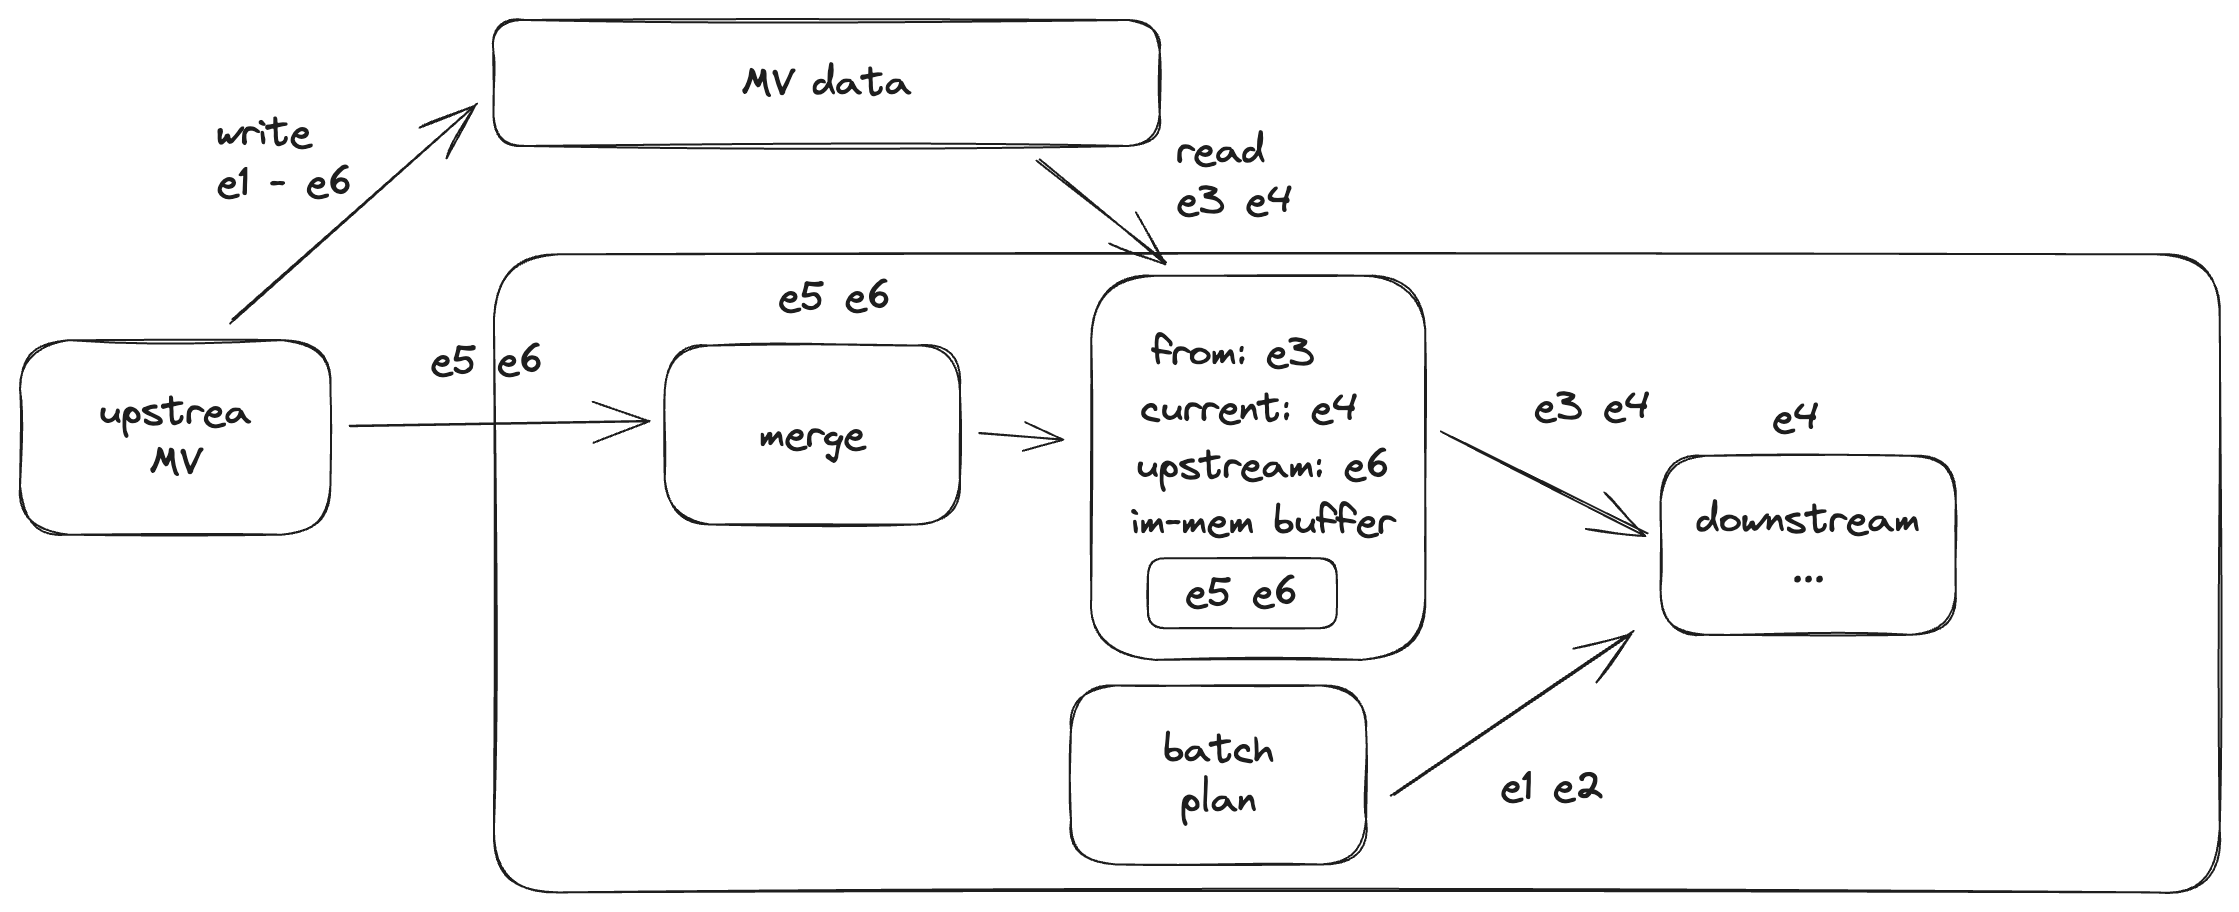 MV data
write
e1 - e6
read
e3 e4
e5 e6
e5 e6
upstrea
MV
merge
from: e3
current: e4
upstream: e6
im-mem buffer
e5 e6
e3 e4
e4
downstream
...
batch
plan
e1 e2